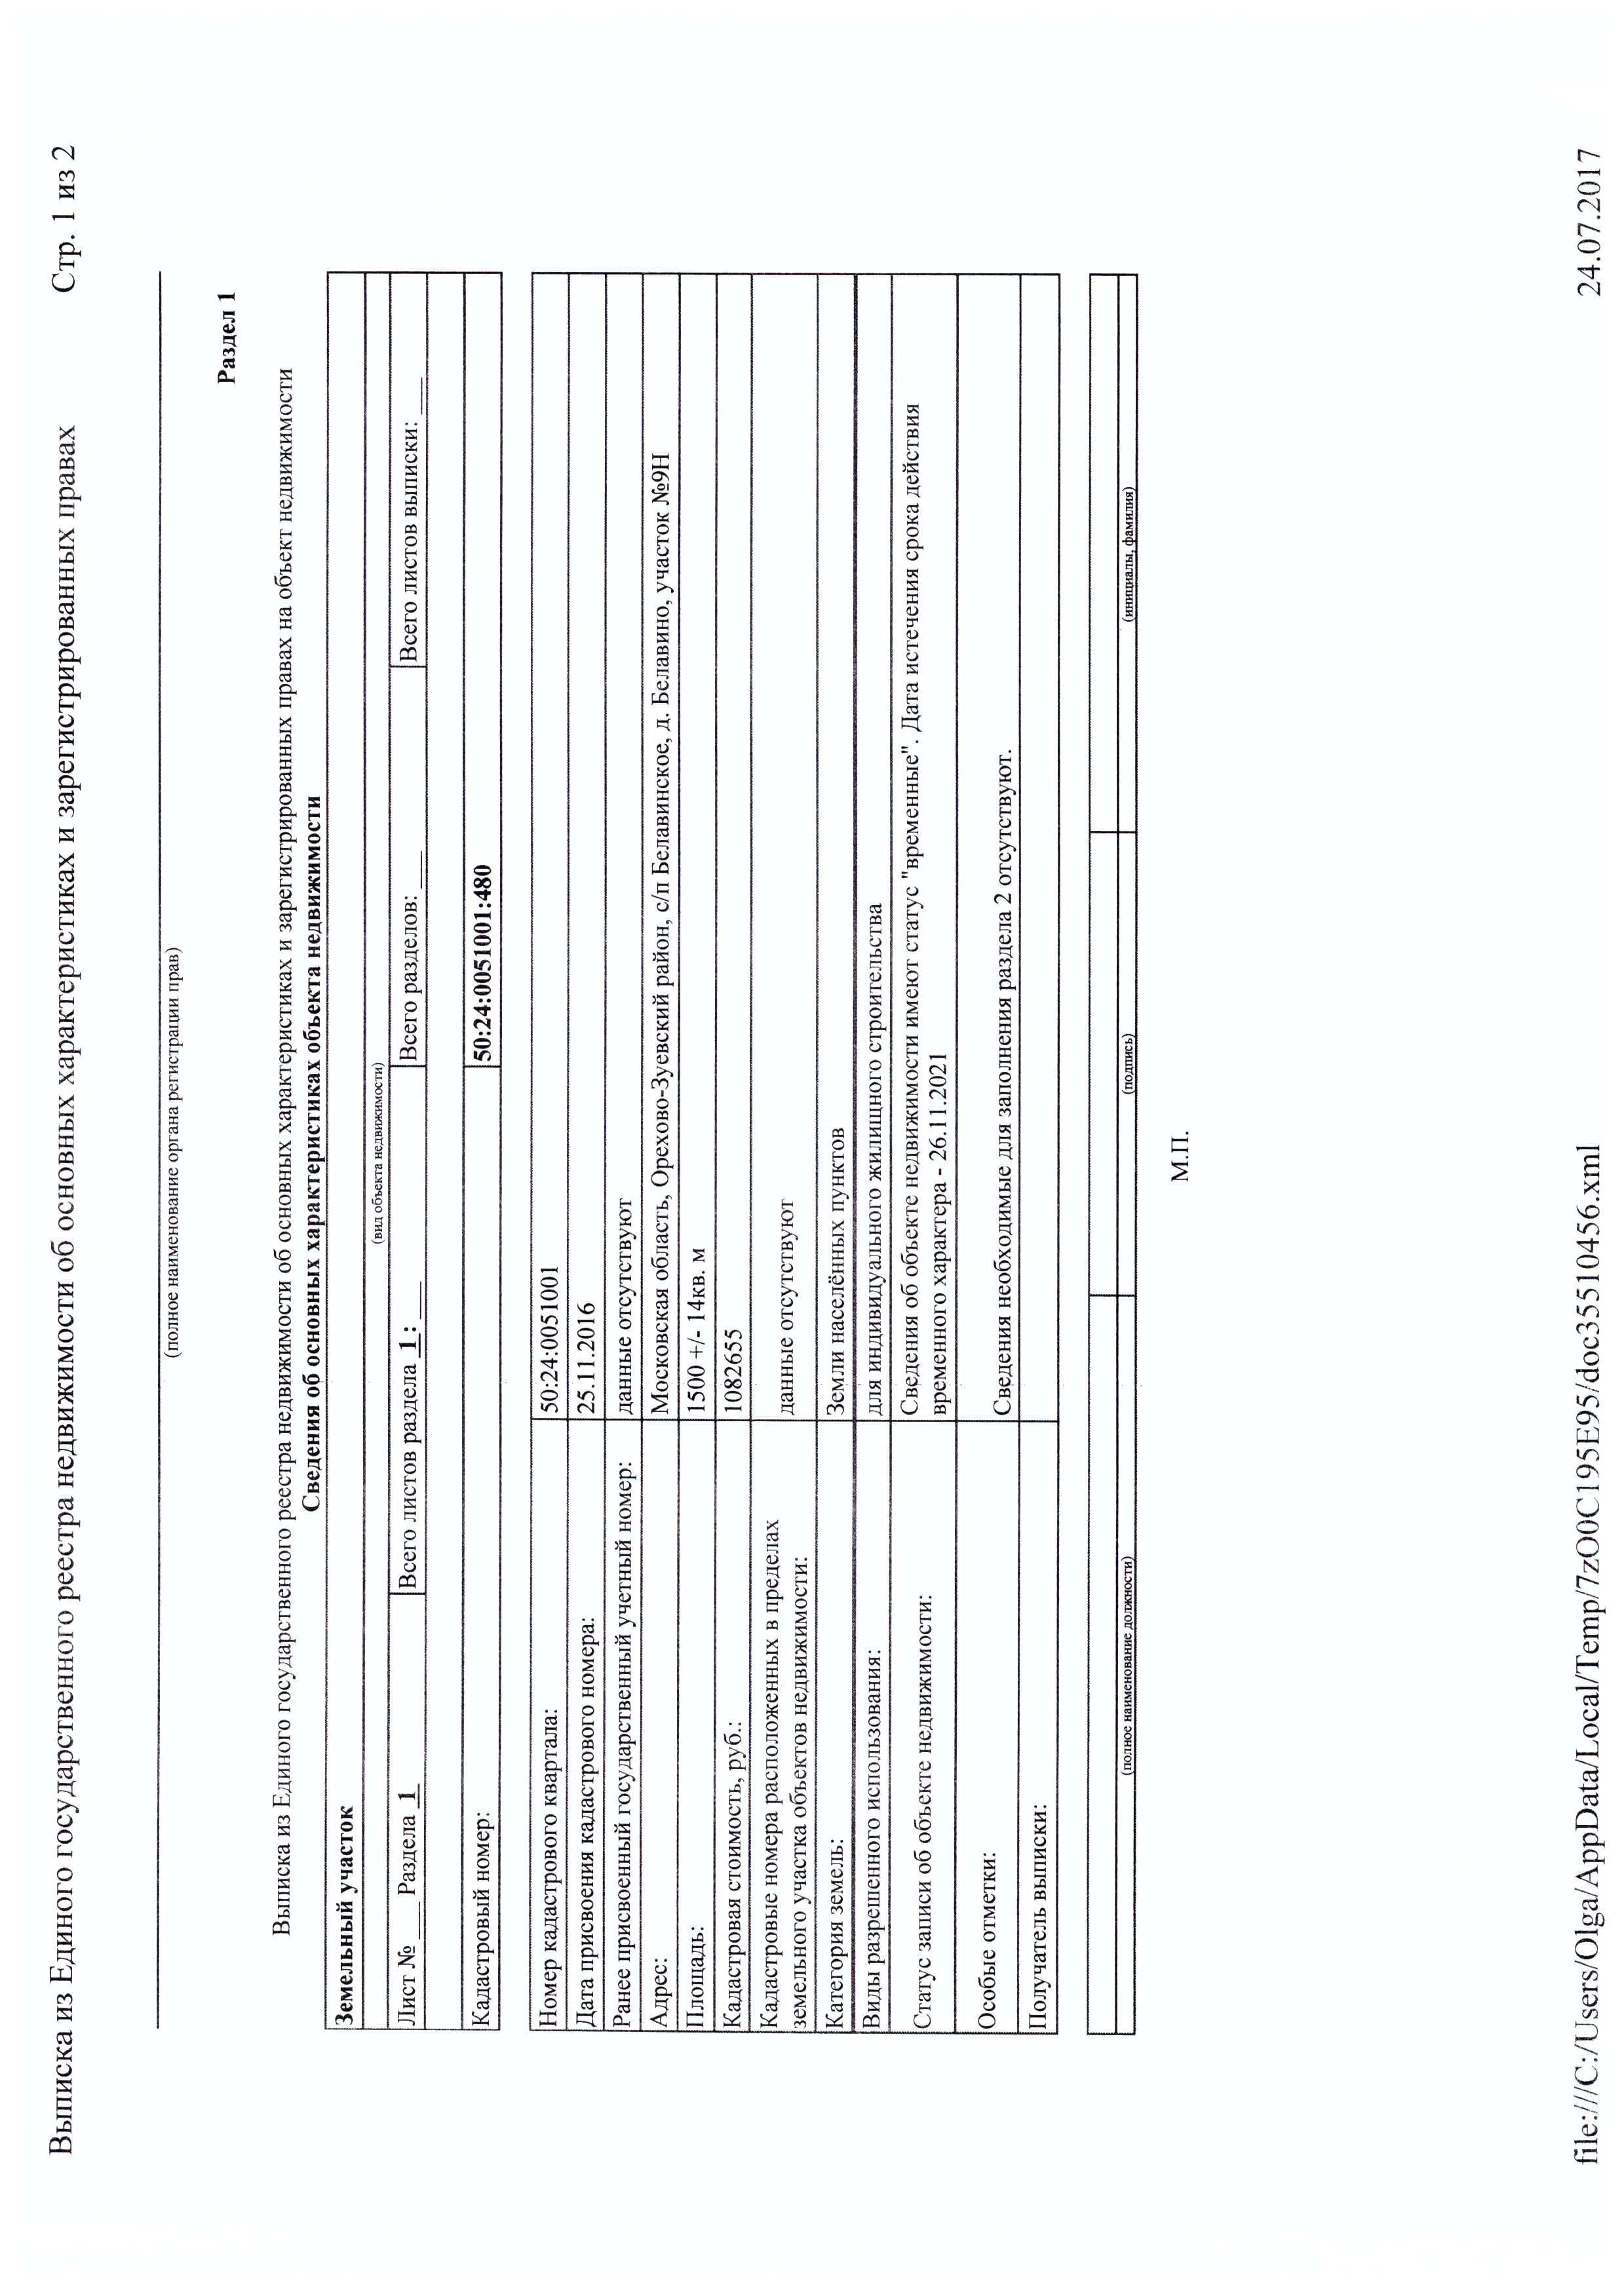 Выписка из Единого государственного реестра недвижимости об основных характеристиках и зарегистрированных правах Стр. 1 из 2
(полное наименование органа регистрации прав)
Раздел 1
Выписка из Единого государственного реестра недвижимости об основных характеристиках и зарегистрированных правах на объект недвижимости
Сведения об основных характеристиках объекта недвижимости
Земельный участок
(вид объекта недвижимости)
Лист № ___ Раздела 1 Всего листов раздела 1 : ___ Всего разделов: ___ Всего листов выписки: ___
Кадастровый номер: 50:24:0051001:480
Номер кадастрового квартала: 50:24:0051001
Дата присвоения кадастрового номера: 25.11.2016
Ранее присвоенный государственный учетный номер: данные отсутствуют
Адрес: Московская область, Орехово-Зуевский район, с/п Белавинское, д. Белавино, участок №9Н
Площадь: 1500 +/- 14кв. м
Кадастровая стоимость, руб.: 1082655
Кадастровые номера расположенных в пределах
земельного участка объектов недвижимости: данные отсутствуют
Категория земель: Земли населённых пунктов
Виды разрешенного использования: для индивидуального жилищного строительства
Статус записи об объекте недвижимости: Сведения об объекте недвижимости имеют статус "временные". Дата истечения срока действия
временного характера - 26.11.2021
Особые отметки: Сведения необходимые для заполнения раздела 2 отсутствуют.
Получатель выписки:
(полное наименование должности) (подпись) (инициалы, фамилия)
М.П.
file:///C:/Users/Olga/AppData/Local/Temp/7zO0C195E95/doc35510456.xml 24.07.2017